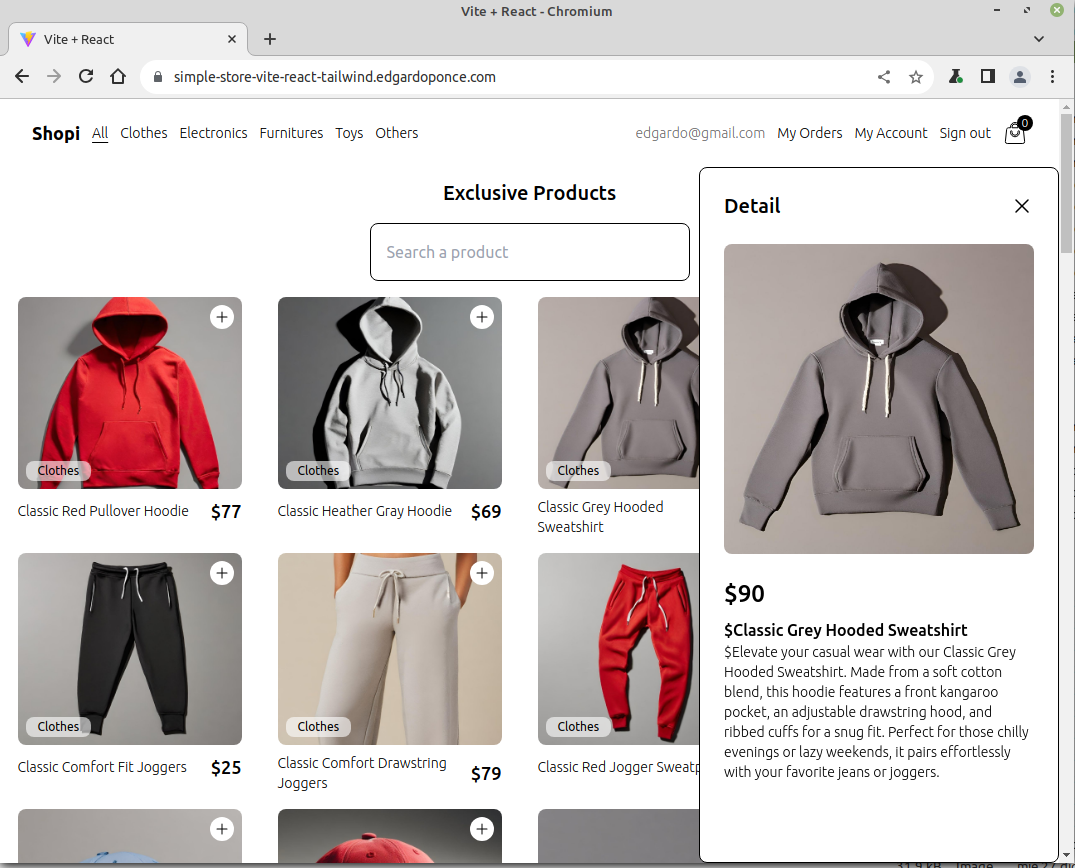 Vite + React - Chromium
Vite + React
simple-store-vite-react-tailwind.edgardoponce.com
Shopi All Clothes Electronics Furnitures Toys Others edgardo@gmail.com My Orders My Account Sign out 0
Exclusive Products
Search a product
Clothes
Classic Red Pullover Hoodie $77
Clothes
Classic Heather Gray Hoodie $69
Clothes
Classic Grey Hooded
Sweatshirt
Clothes
Classic Comfort Fit Joggers $25
Clothes
Classic Comfort Drawstring
Joggers $79
Clothes
Classic Red Jogger Sweatp
Detail
$90
$Classic Grey Hooded Sweatshirt
$Elevate your casual wear with our Classic Grey
Hooded Sweatshirt. Made from a soft cotton
blend, this hoodie features a front kangaroo
pocket, an adjustable drawstring hood, and
ribbed cuffs for a snug fit. Perfect for those chilly
evenings or lazy weekends, it pairs effortlessly
with your favorite jeans or joggers.